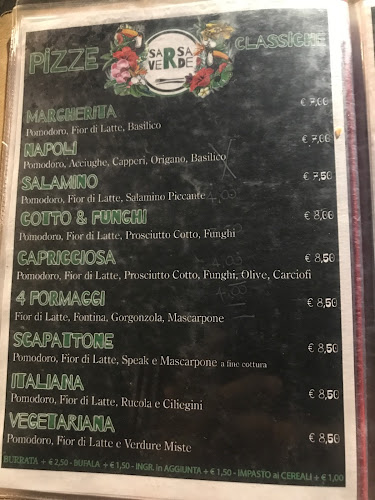 PIZZE
SARSA
VERDE
CLASSICHE
MARGHERITA € 7,00
Pomodoro, Fior di Latte, Basilico
NAPOLI € 7,00
Pomodoro, Acciughe, Capperi, Origano, Basilico
SALAMINO € 7,50
Pomodoro, Fior di Latte, Salamino Piccante
COTTO & FUNGHI € 8,00
Pomodoro, Fior di Latte, Prosciutto Cotto, Funghi
CAPRICCIOSA € 8,50
Pomodoro, Fior di Latte, Prosciutto Cotto, Funghi, Olive, Carciofi
4 FORMAGGI € 8,50
Fior di Latte, Fontina, Gorgonzola, Mascarpone
SCAPATTONE € 8,50
Pomodoro, Fior di Latte, Speak e Mascarpone a fine cottura
ITALIANA € 8,50
Pomodoro, Fior di Latte, Rucola e Ciliegini
VEGETARIANA € 8,50
Pomodoro, Fior di Latte e Verdure Miste
BURRATA + € 2,50 - BUFALA + € 1,50 - INGR. in AGGIUNTA + € 1,50 - IMPASTO ai CEREALI + € 1,00